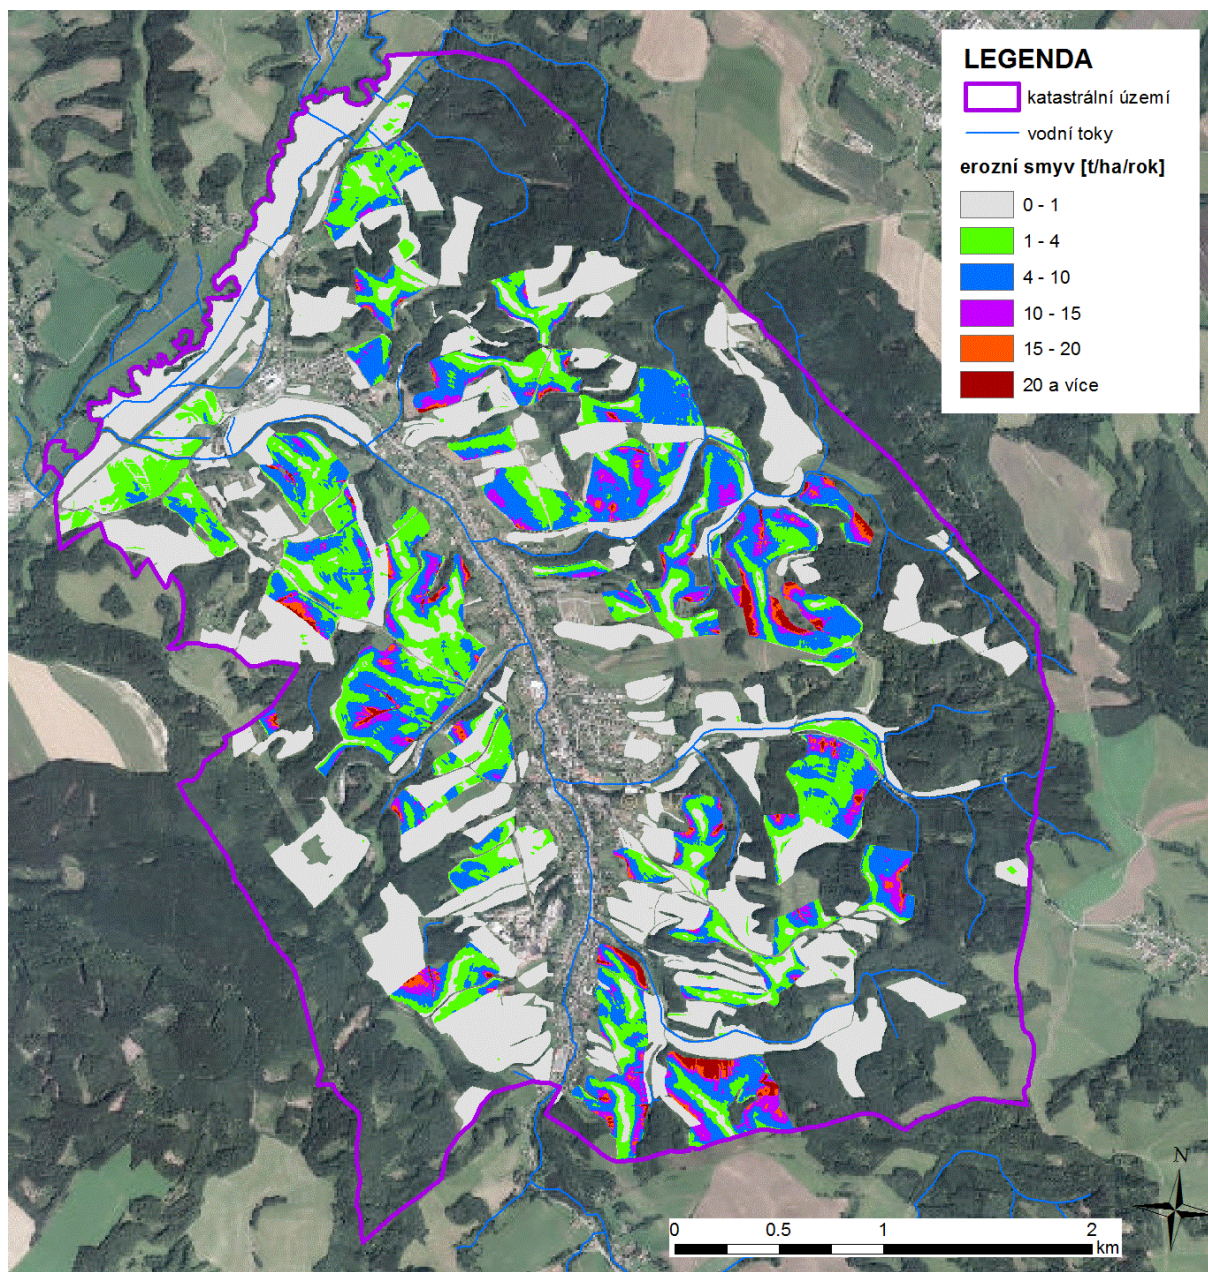 LEGENDA
katastrální území
vodní toky
erozní smyv [t/ha/rok]
0 - 1
1 - 4
4 - 10
10 - 15
15 - 20
20 a více
N
0 0.5 1 2
km